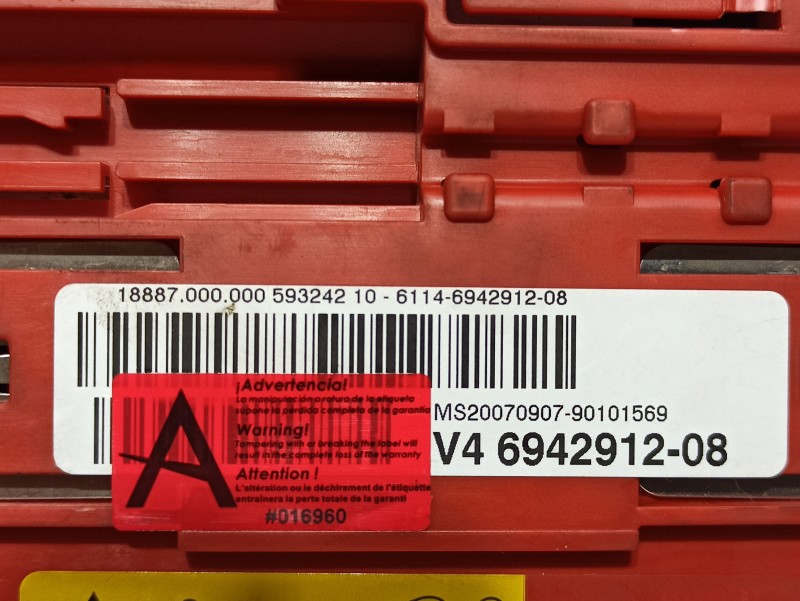 18887.000.000 593242 10 - 6114-6942912-08
MS20070907-90101569
V4 6942912-08
A
¡Advertencia!
La manipulación o rotura de la etiqueta
supone la pérdida completa de la garantía
Warning!
Tampering with or breaking the label will
result in the complete loss of the warranty
Attention !
L'altération ou le déchirement de l'étiquette
entraînera la perte totale de la garanti
#016960